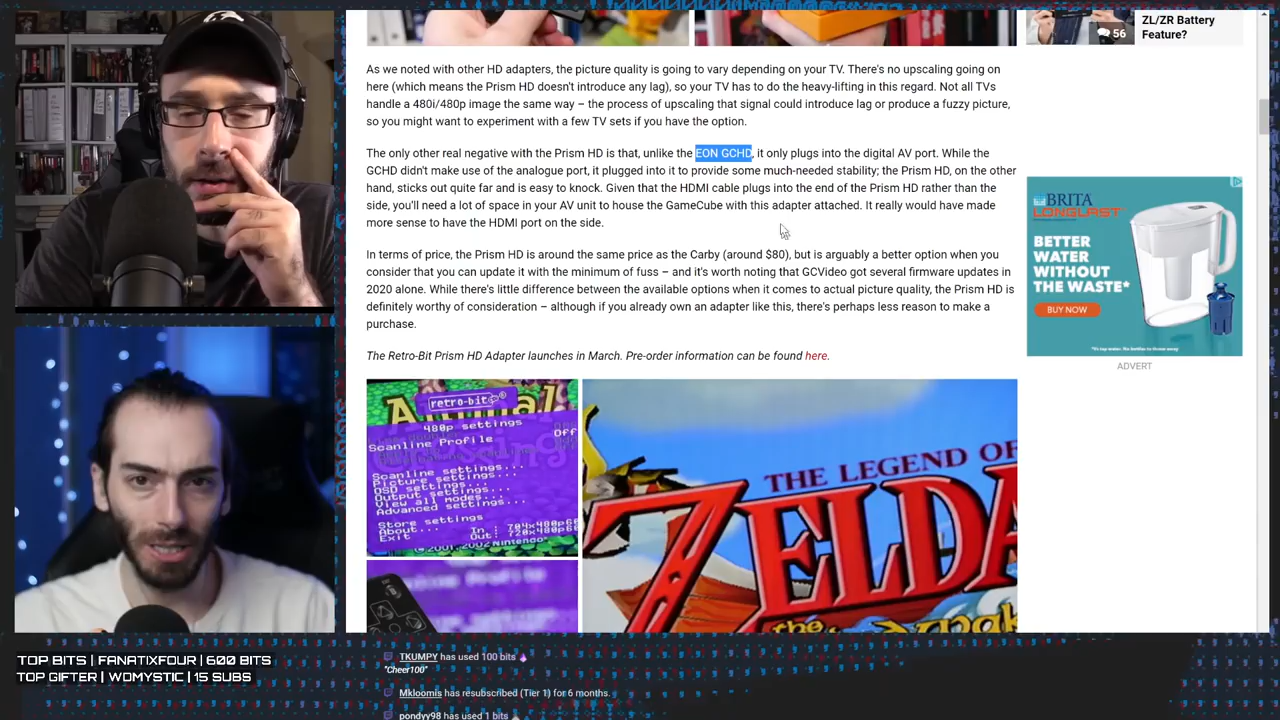 ZL/ZR Battery
Feature?
56
As we noted with other HD adapters, the picture quality is going to vary depending on your TV. There's no upscaling going on
here (which means the Prism HD doesn't introduce any lag), so your TV has to do the heavy-lifting in this regard. Not all TVs
handle a 480i/480p image the same way – the process of upscaling that signal could introduce lag or produce a fuzzy picture,
so you might want to experiment with a few TV sets if you have the option.
The only other real negative with the Prism HD is that, unlike the EON GCHD, it only plugs into the digital AV port. While the
GCHD didn't make use of the analogue port, it plugged into it to provide some much-needed stability; the Prism HD, on the other
hand, sticks out quite far and is easy to knock. Given that the HDMI cable plugs into the end of the Prism HD rather than the
side, you'll need a lot of space in your AV unit to house the GameCube with this adapter attached. It really would have made
more sense to have the HDMI port on the side.
In terms of price, the Prism HD is around the same price as the Carby (around $80), but is arguably a better option when you
consider that you can update it with the minimum of fuss – and it's worth noting that GCVideo got several firmware updates in
2020 alone. While there's little difference between the available options when it comes to actual picture quality, the Prism HD is
definitely worthy of consideration – although if you already own an adapter like this, there's perhaps less reason to make a
purchase.
The Retro-Bit Prism HD Adapter launches in March. Pre-order information can be found here.
BRITA
LONGLAST
BETTER
WATER
WITHOUT
THE WASTE*
BUY NOW
ADVERT
retro-bit
480p settings
Scanline Profile
Off
Scanline settings...
Picture settings...
OSD settings...
Output settings...
View all modes...
Advanced settings...
Store settings
About...
Exit
In : 704x480p60
Out: 720x480p60
© 2001, 2002 Nintendo
THE LEGEND OF
ZELDA
the
TOP BITS | FANATIXFOUR | 600 BITS
TOP GIFTER | WDMYSTIC | 15 SUBS
TKUMPY has used 100 bits
"Cheer100"
Mkloomis has resubscribed (Tier 1) for 6 months.
pondyy98 has used 1 bits